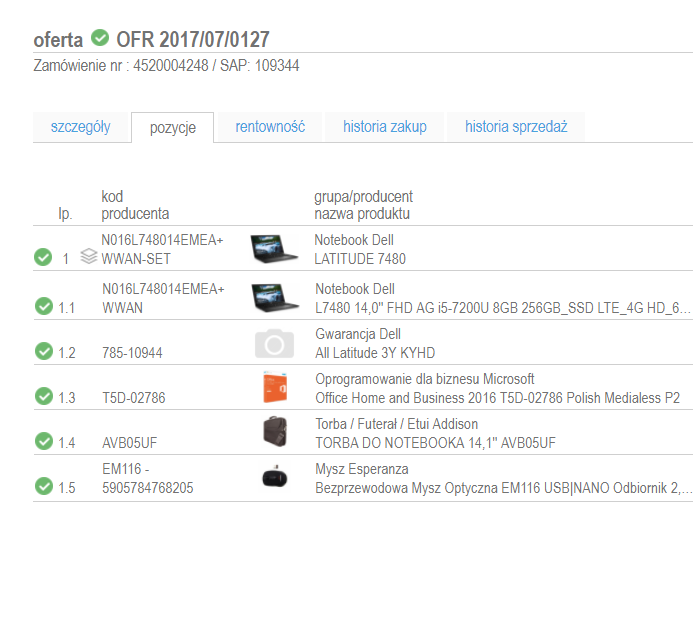 oferta OFR 2017/07/0127
Zamówienie nr : 4520004248 / SAP: 109344
szczegóły pozycje rentowność historia zakup historia sprzedaż
lp. kod producenta grupa/producent nazwa produktu
N016L748014EMEA+ Notebook Dell
1 WWAN-SET LATITUDE 7480
N016L748014EMEA+ Notebook Dell
1.1 WWAN L7480 14,0" FHD AG i5-7200U 8GB 256GB_SSD LTE_4G HD_6...
Gwarancja Dell
1.2 785-10944 All Latitude 3Y KYHD
Oprogramowanie dla biznesu Microsoft
1.3 T5D-02786 Office Home and Business 2016 T5D-02786 Polish Medialess P2
Torba / Futerał / Etui Addison
1.4 AVB05UF TORBA DO NOTEBOOKA 14,1" AVB05UF
EM116 - Mysz Esperanza
1.5 5905784768205 Bezprzewodowa Mysz Optyczna EM116 USB|NANO Odbiornik 2,...